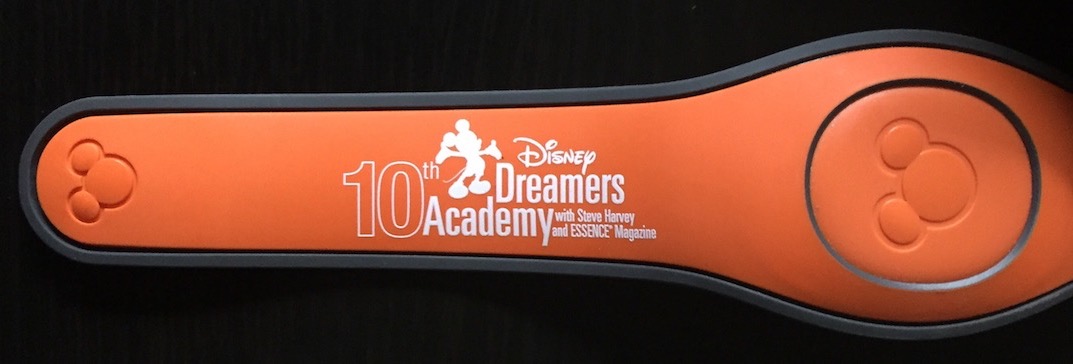 10th
Disney
Dreamers
Academy with Steve Harvey
and ESSENCE® Magazine